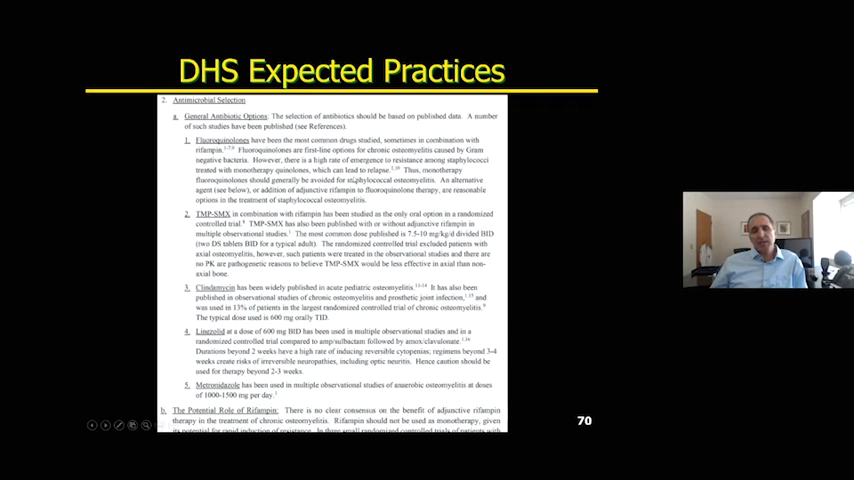 DHS Expected Practices
2. Antimicrobial Selection
a. General Antibiotic Options: The selection of antibiotics should be based on published data. A number
of such studies have been published (see References).
1. Fluoroquinolones have been the most common drugs studied, sometimes in combination with
rifampin. Fluoroquinolones are first-line options for chronic osteomyelitis caused by Gram
negative bacteria. However, there is a high rate of emergence to resistance among staphylococci
treated with monotherapy quinolones, which can lead to relapse. Thus, monotherapy
fluoroquinolones should generally be avoided for staphylococcal osteomyelitis. An alternative
agent (see below), or addition of adjunctive rifampin to fluoroquinolone therapy, are reasonable
options in the treatment of staphylococcal osteomyelitis.
2. TMP-SMX in combination with rifampin has been studied as the only oral option in a randomized
controlled trial. TMP-SMX has also been published with or without adjunctive rifampin in
multiple observational studies. The most common dose published is 7.5-10 mg/kg/d divided BID
(two DS tablets BID for a typical adult). The randomized controlled trial excluded patients with
axial osteomyelitis, however, such patients were treated in the observational studies and there are
no PK are pathogenetic reasons to believe TMP-SMX would be less effective in axial than non-
axial bone.
3. Clindamycin has been widely published in acute pediatric osteomyelitis. It has also been
published in observational studies of chronic osteomyelitis and prosthetic joint infection, and
was used in 13% of patients in the largest randomized controlled trial of chronic osteomyelitis.
The typical dose used is 600 mg orally TID.
4. Linezolid at a dose of 600 mg BID has been used in multiple observational studies and in a
randomized controlled trial compared to amp/sulbactam followed by amox/clavulonate.
Durations beyond 2 weeks have a high rate of inducing reversible cytopenias; regimens beyond 3-4
weeks create risks of irreversible neuropathies, including optic neuritis. Hence caution should be
used for therapy beyond 2-3 weeks.
5. Metronidazole has been used in multiple observational studies of anaerobic osteomyelitis at doses
of 1000-1500 mg per day.
b. The Potential Role of Rifampin: There is no clear consensus on the benefit of adjunctive rifampin
therapy in the treatment of chronic osteomyelitis. Rifampin should not be used as monotherapy, given
its potential for rapid induction of resistance. In three small randomized controlled trials of patients with
70